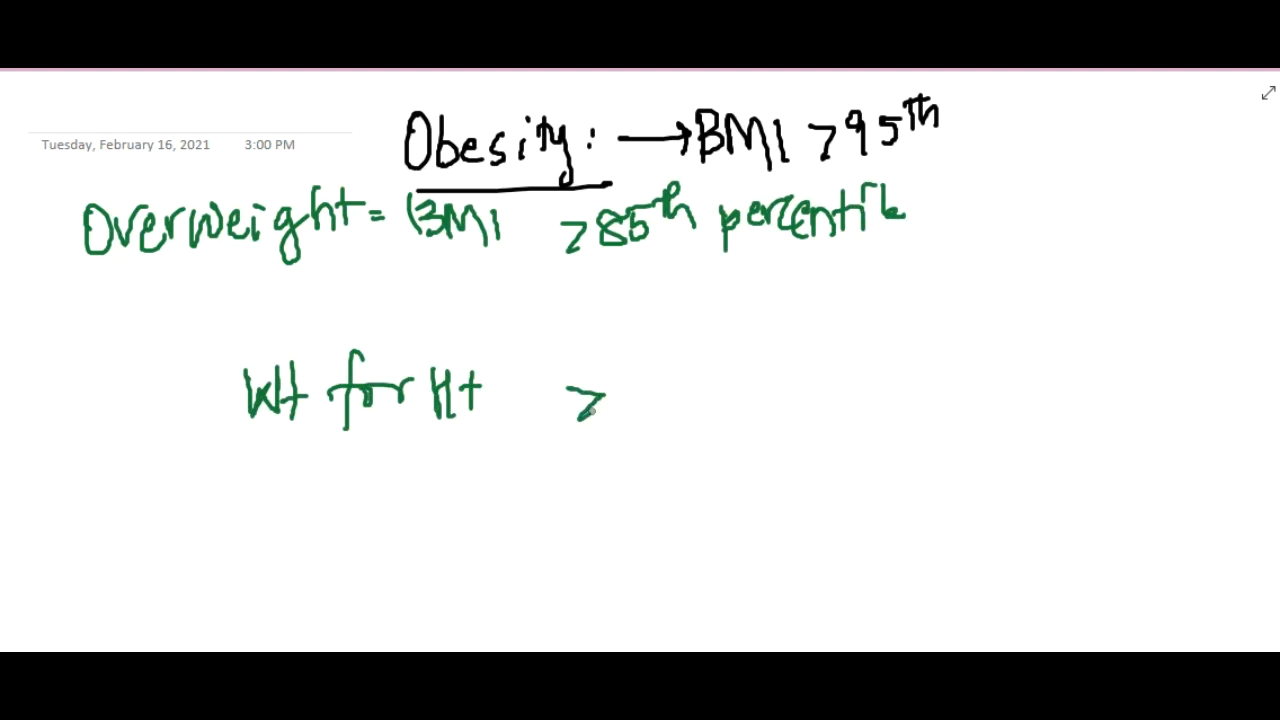 Obesity: → BMI >95th
Tuesday, February 16, 2021 3:00 PM
Overweight = BMI >85th percentile
Wt for Ht >